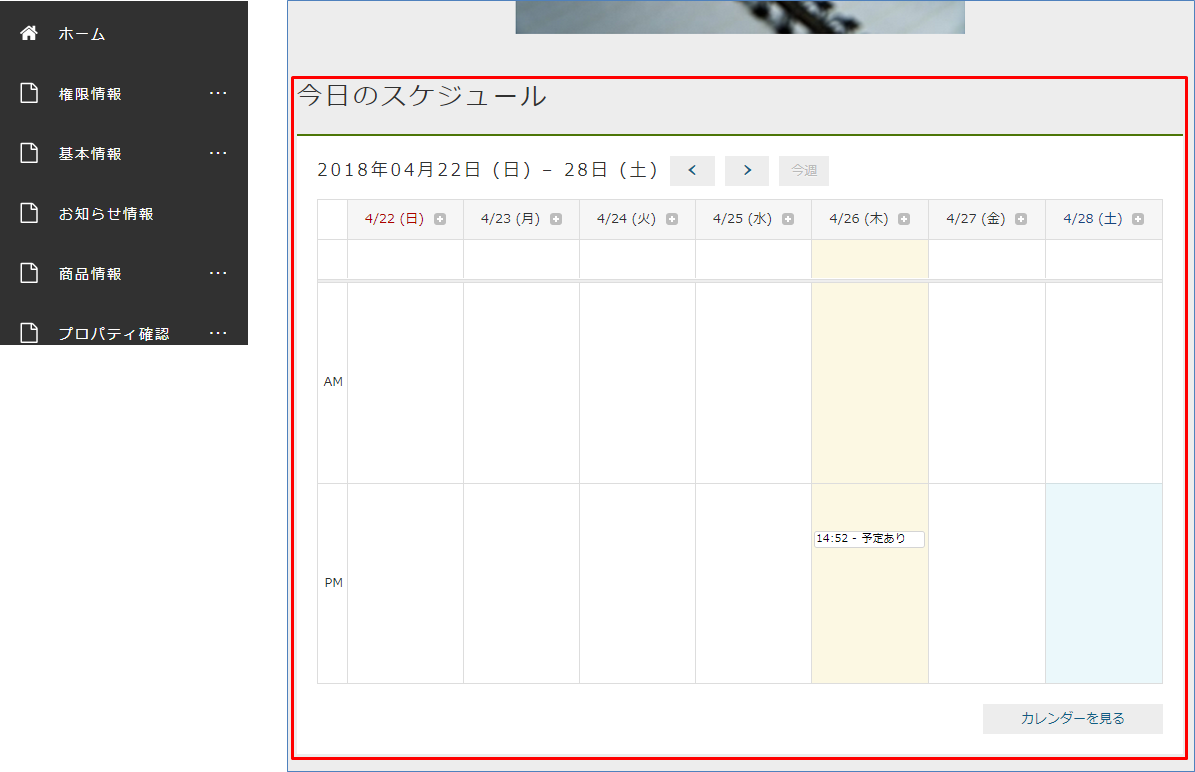 ホーム
権限情報 ...
基本情報 ...
お知らせ情報
商品情報 ...
プロパティ確認 ...
今日のスケジュール
2018年04月22日 (日) – 28日 (土) < > 今週
4/22 (日) 4/23 (月) 4/24 (火) 4/25 (水) 4/26 (木) 4/27 (金) 4/28 (土)
AM
14:52 - 予定あり
PM
カレンダーを見る